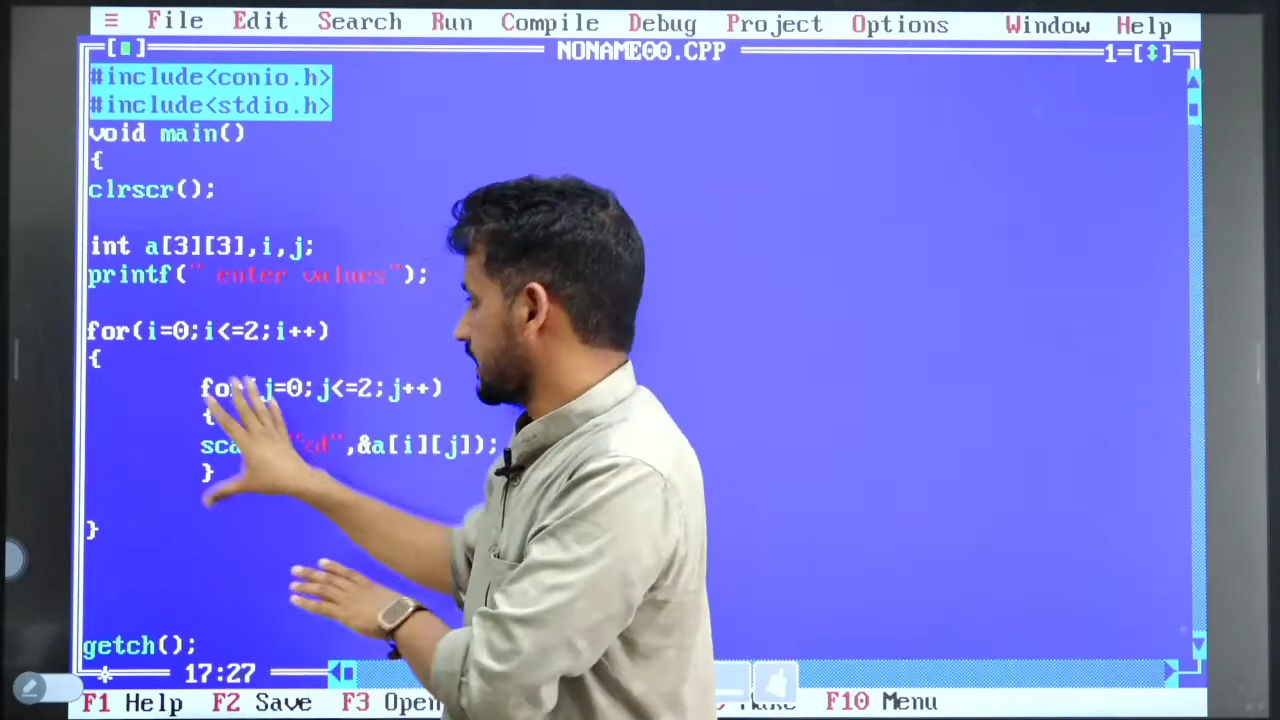 ≡ File Edit Search Run Compile Debug Project Options Window Help
[■] NONAME00.CPP 1=[↕]
#include<conio.h>
#include<stdio.h>
void main()
{
clrscr();
int a[3][3],i,j;
printf(" enter values");
for(i=0;i<=2;i++)
{
for(j=0;j<=2;j++)
{
"%d",&a[i][j]);
}
}
getch();
17:27
F1 Help F2 Save F3 Open F10 Menu